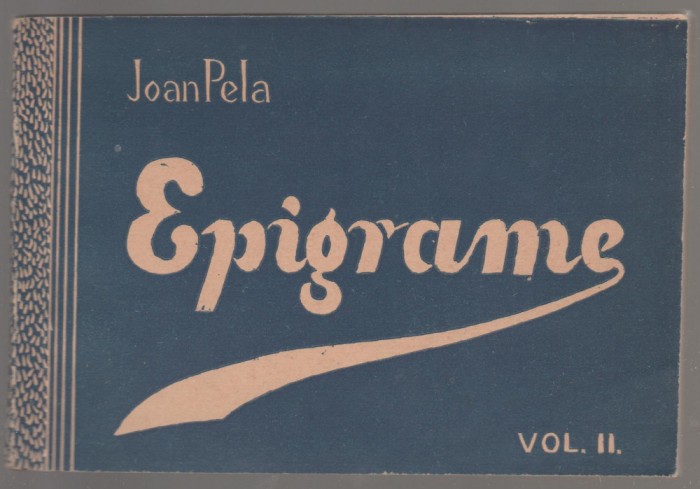 Joan Pela
Epigrame
VOL. II.